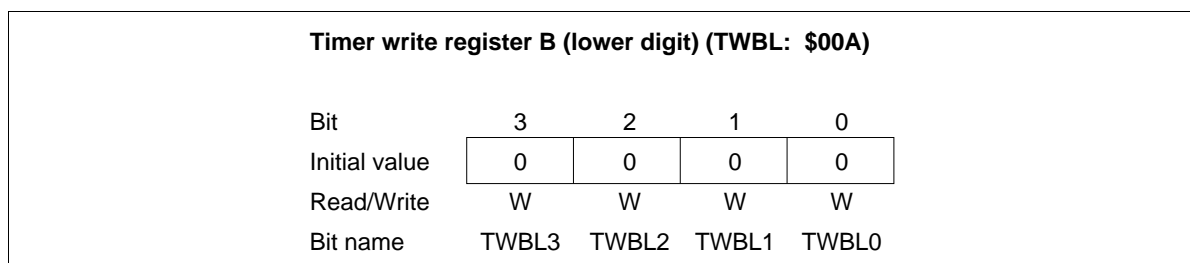 Timer write register B (lower digit) (TWBL: $00A)
Bit 3 2 1 0
Initial value 0 0 0 0
Read/Write W W W W
Bit name TWBL3 TWBL2 TWBL1 TWBL0